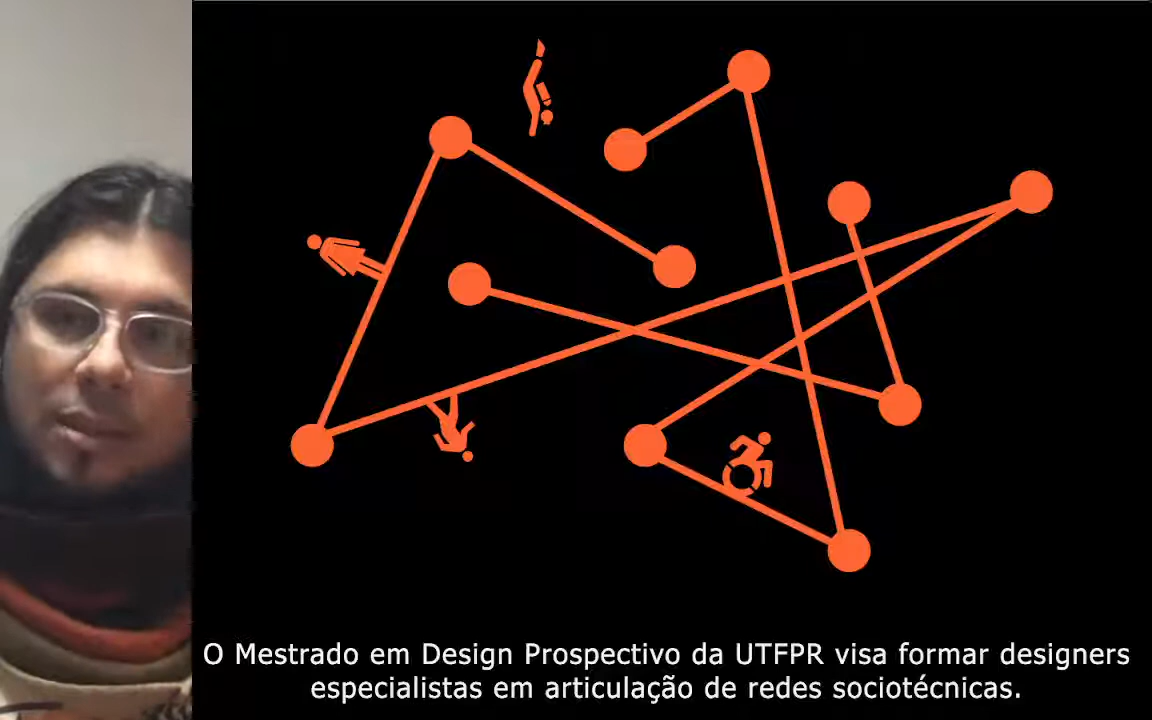 O Mestrado em Design Prospectivo da UTFPR visa formar designers
especialistas em articulação de redes sociotécnicas.